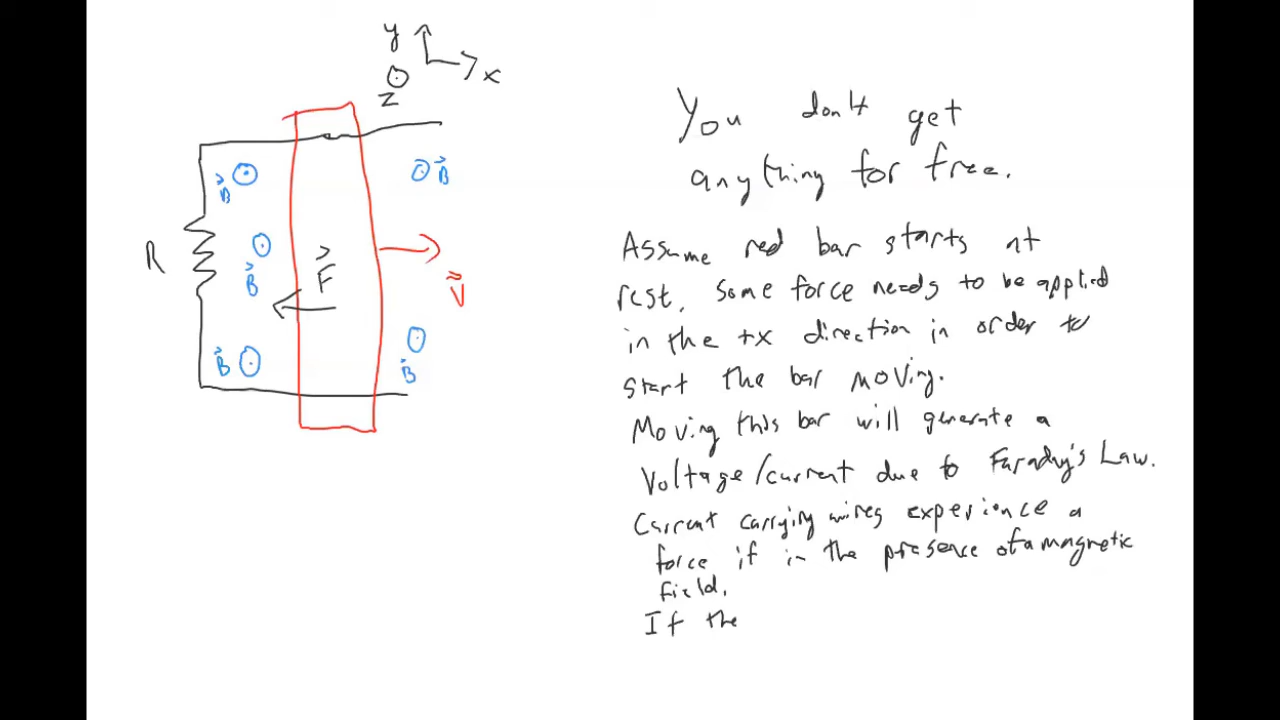 y
x
z
B
B
R
B
F
V
B
B
You don't get
anything for free.
Assume red bar starts at
rest. Some force needs to be applied
in the +x direction in order to
start the bar moving.
Moving this bar will generate a
Voltage/current due to Faraday's Law.
Current carrying wires experience a
force if in the presence of a magnetic
field.
If the